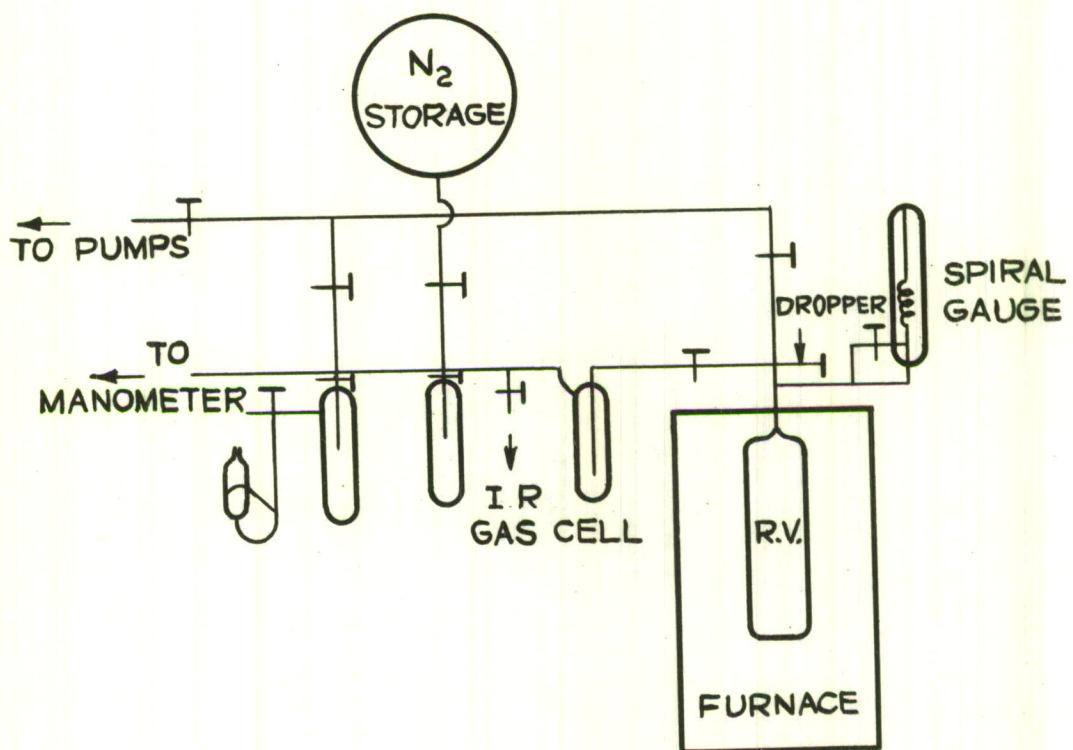 N2
STORAGE
TO PUMPS
SPIRAL
GAUGE
DROPPER
TO
MANOMETER
I R
GAS CELL
R.V.
FURNACE